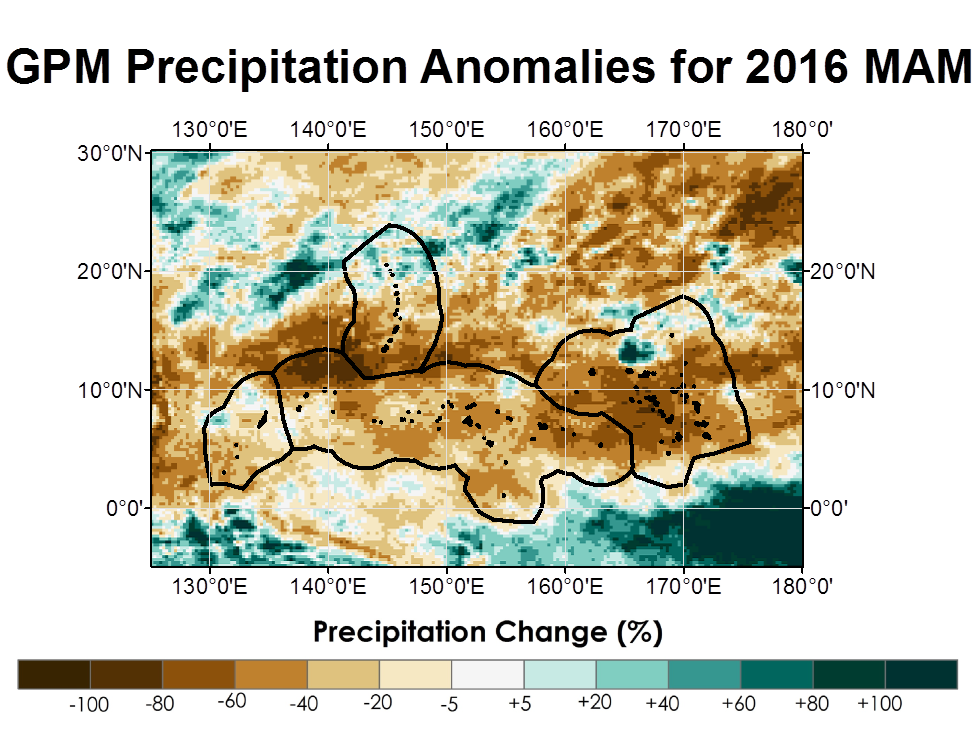 GPM Precipitation Anomalies for 2016 MAM
130°0'E 140°0'E 150°0'E 160°0'E 170°0'E 180°0'
30°0'N
20°0'N 20°0'N
10°0'N 10°0'N
0°0' 0°0'
130°0'E 140°0'E 150°0'E 160°0'E 170°0'E 180°0'
Precipitation Change (%)
-100 -80 -60 -40 -20 -5 +5 +20 +40 +60 +80 +100